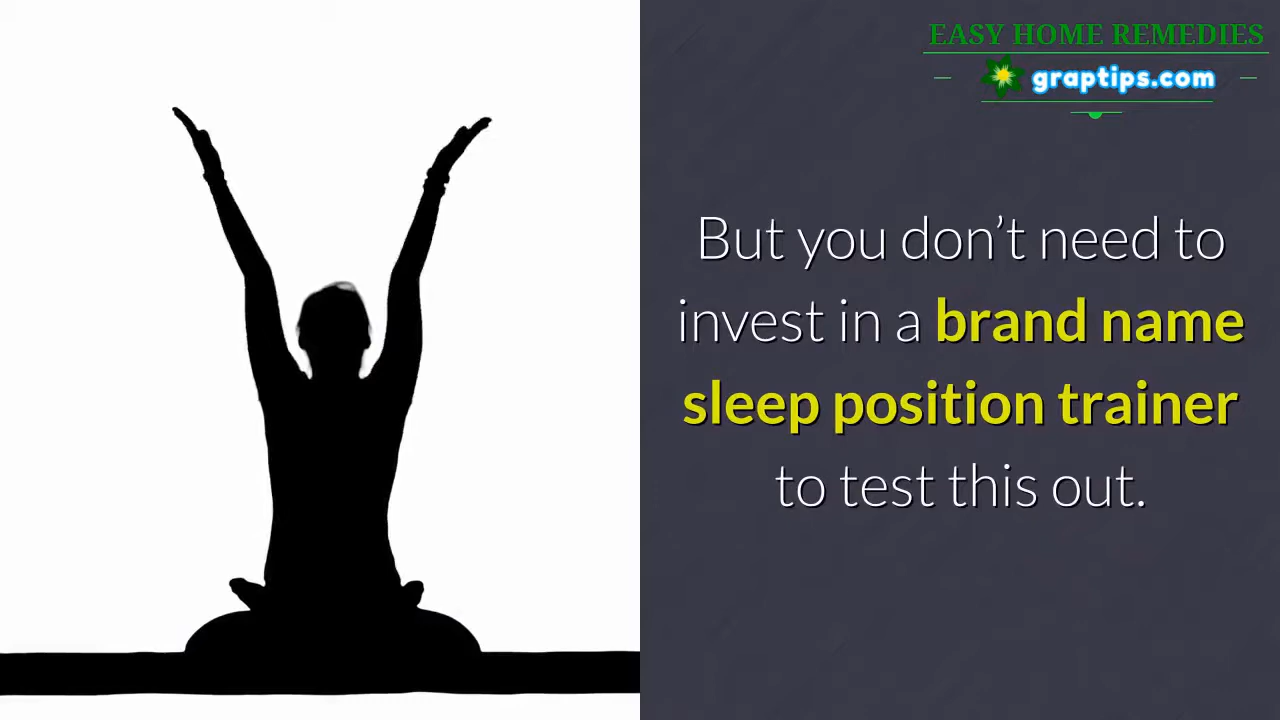 EASY HOME REMEDIES
graptips.com
But you don’t need to
invest in a brand name
sleep position trainer
to test this out.